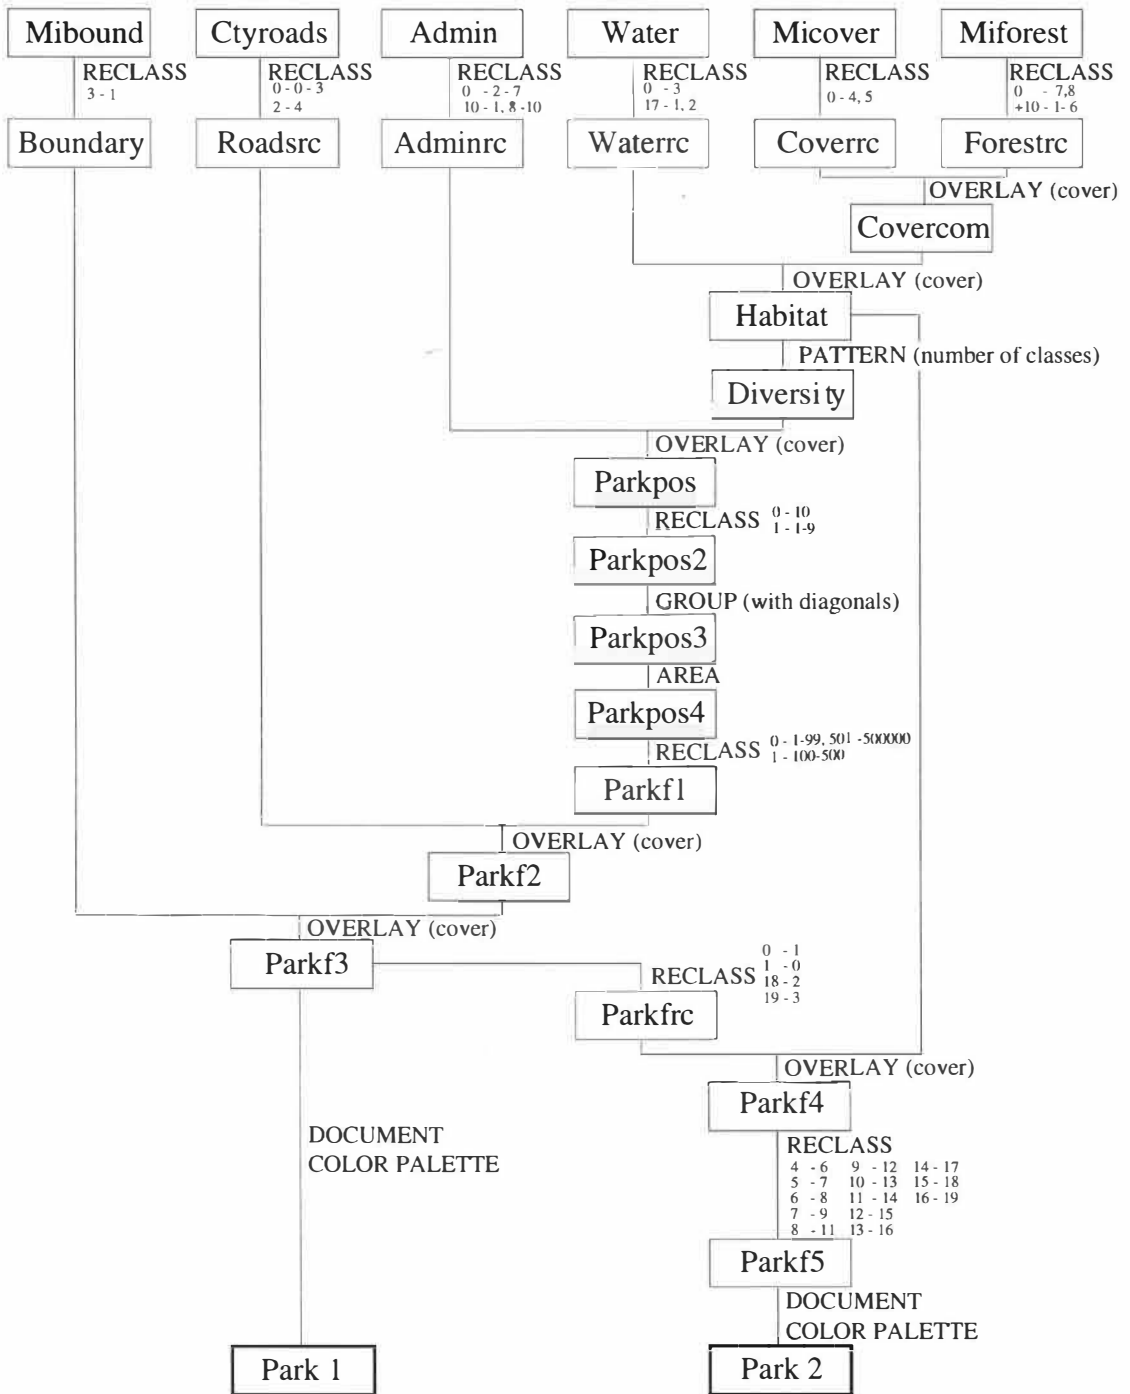 Mibound Ctyroads Admin Water Micover Miforest
RECLASS RECLASS RECLASS RECLASS RECLASS RECLASS
3 - 1 0 - 0 - 3 0 - 2 - 7 0 - 3 0 - 4, 5 0 - 7,8
2 - 4 10 - 1, 8 -10 17 - 1, 2 +10 - 1- 6
Boundary Roadsrc Adminrc Waterrc Coverrc Forestrc
OVERLAY (cover)
Covercom
OVERLAY (cover)
Habitat
PATTERN (number of classes)
Diversity
OVERLAY (cover)
Parkpos
RECLASS 0 - 10
1 - 1-9
Parkpos2
GROUP (with diagonals)
Parkpos3
AREA
Parkpos4
RECLASS 0 - 1-99, 501 -500000
1 - 100-500
Parkf1
OVERLAY (cover)
Parkf2
OVERLAY (cover)
Parkf3
RECLASS 0 - 1
1 - 0
18 - 2
19 - 3
Parkfrc
OVERLAY (cover)
Parkf4
DOCUMENT
COLOR PALETTE
RECLASS
4 - 6 9 - 12 14 - 17
5 - 7 10 - 13 15 - 18
6 - 8 11 - 14 16 - 19
7 - 9 12 - 15
8 - 11 13 - 16
Parkf5
DOCUMENT
COLOR PALETTE
Park 1 Park 2